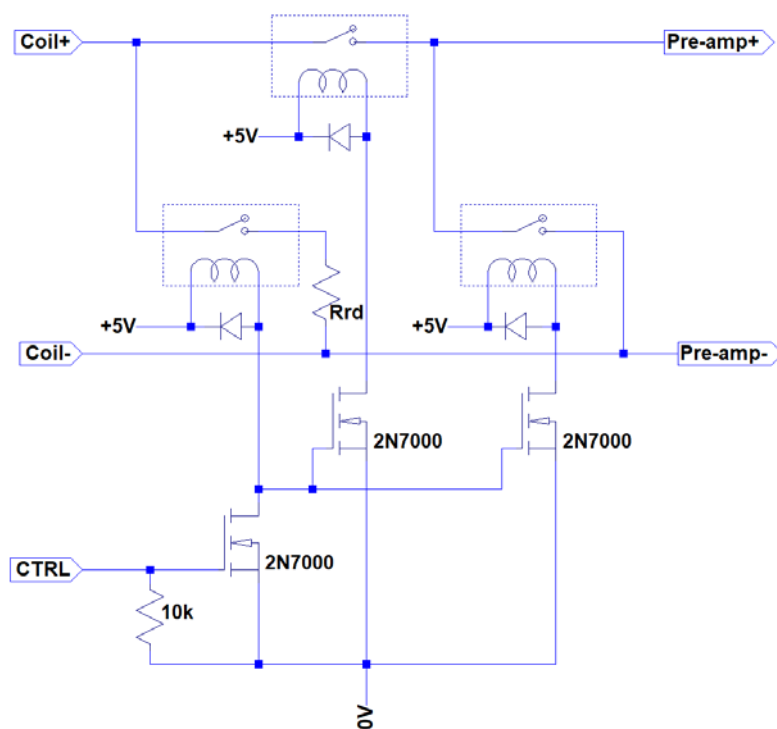 Coil+
Pre-amp+
+5V
+5V
Rrd
+5V
Coil-
Pre-amp-
2N7000
2N7000
CTRL
2N7000
10k
0V